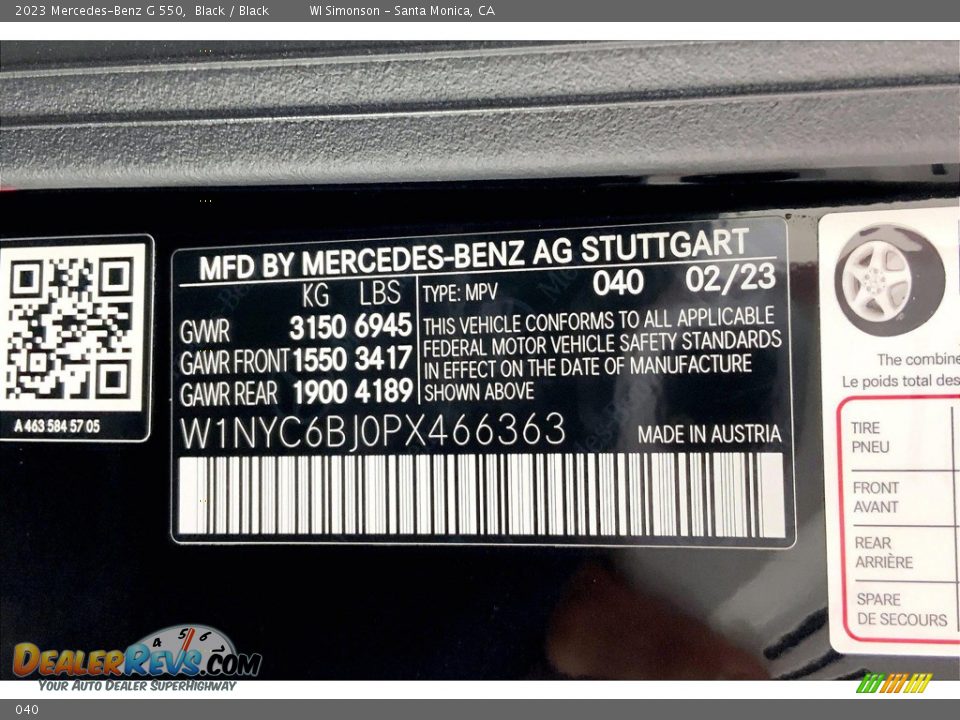 2023 Mercedes-Benz G 550, Black / Black WI Simonson - Santa Monica, CA
MFD BY MERCEDES-BENZ AG STUTTGART
KG LBS
GVWR 3150 6945
GAWR FRONT 1550 3417
GAWR REAR 1900 4189
TYPE: MPV 040 02/23
THIS VEHICLE CONFORMS TO ALL APPLICABLE
FEDERAL MOTOR VEHICLE SAFETY STANDARDS
IN EFFECT ON THE DATE OF MANUFACTURE
SHOWN ABOVE
W1NYC6BJ0PX466363 MADE IN AUSTRIA
A 463 584 57 05
The combine
Le poids total des
TIRE
PNEU
FRONT
AVANT
REAR
ARRIÈRE
SPARE
DE SECOURS
4 5 6
DEALERREVS.COM
YOUR AUTO DEALER SUPERHIGHWAY
040